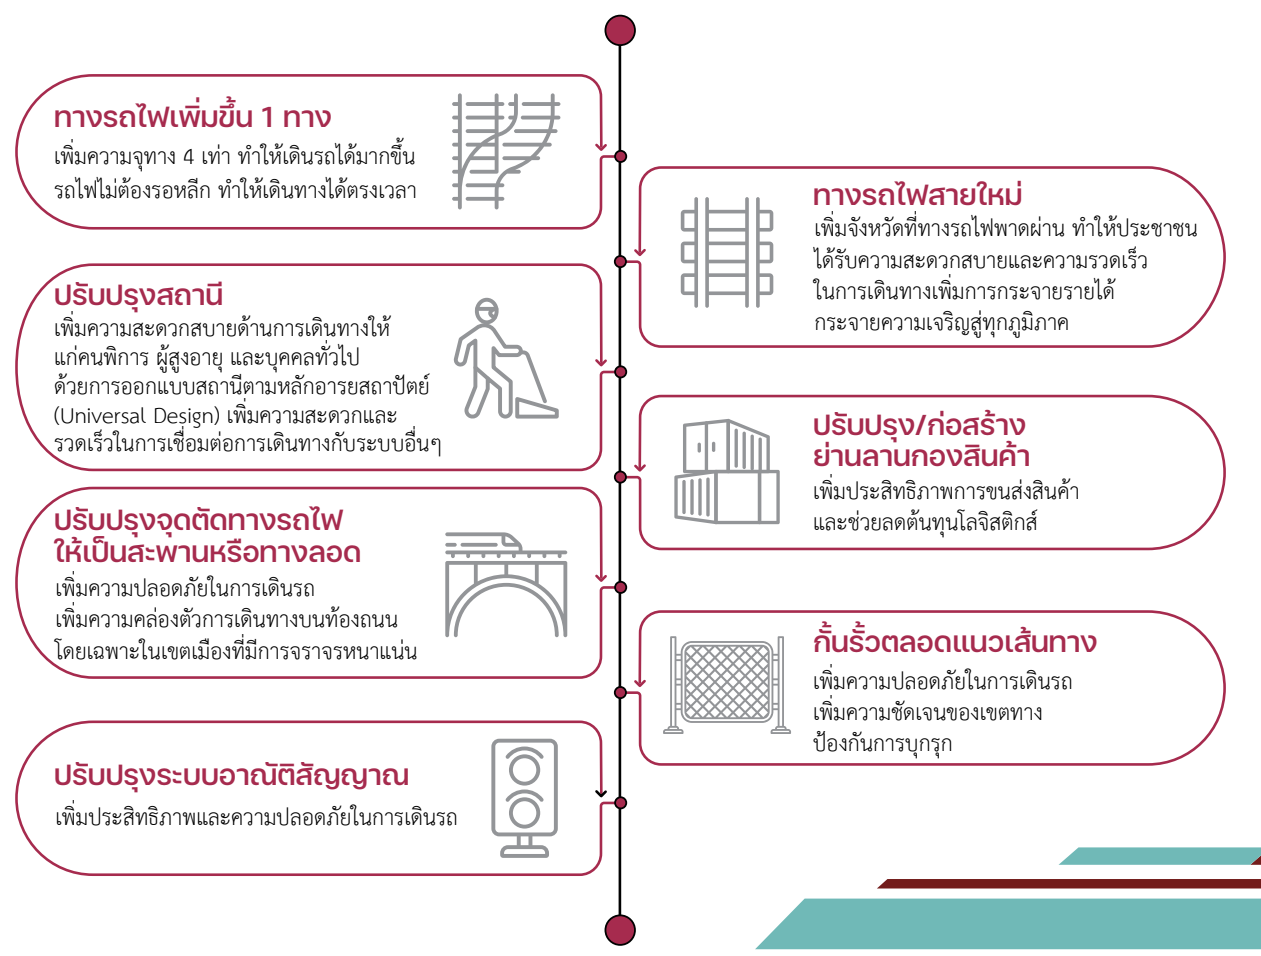 ทางรถไฟเพิ่มขึ้น 1 ทาง
เพิ่มความจุทาง 4 เท่า ทำให้เดินรถได้มากขึ้น
รถไฟไม่ต้องรอหลีก ทำให้เดินทางได้ตรงเวลา
ทางรถไฟสายใหม่
เพิ่มจังหวัดที่ทางรถไฟพาดผ่าน ทำให้ประชาชน
ได้รับความสะดวกสบายและความรวดเร็ว
ในการเดินทางเพิ่มการกระจายรายได้
กระจายความเจริญสู่ทุกภูมิภาค
ปรับปรุงสถานี
เพิ่มความสะดวกสบายด้านการเดินทางให้
แก่คนพิการ ผู้สูงอายุ และบุคคลทั่วไป
ด้วยการออกแบบสถานีตามหลักอารยสถาปัตย์
(Universal Design) เพิ่มความสะดวกและ
รวดเร็วในการเชื่อมต่อการเดินทางกับระบบอื่นๆ
ปรับปรุง/ก่อสร้าง
ย่านลานกองสินค้า
เพิ่มประสิทธิภาพการขนส่งสินค้า
และช่วยลดต้นทุนโลจิสติกส์
ปรับปรุงจุดตัดทางรถไฟ
ให้เป็นสะพานหรือทางลอด
เพิ่มความปลอดภัยในการเดินรถ
เพิ่มความคล่องตัวการเดินทางบนท้องถนน
โดยเฉพาะในเขตเมืองที่มีการจราจรหนาแน่น
กั้นรั้วตลอดแนวเส้นทาง
เพิ่มความปลอดภัยในการเดินรถ
เพิ่มความชัดเจนของเขตทาง
ป้องกันการบุกรุก
ปรับปรุงระบบอาณัติสัญญาณ
เพิ่มประสิทธิภาพและความปลอดภัยในการเดินรถ